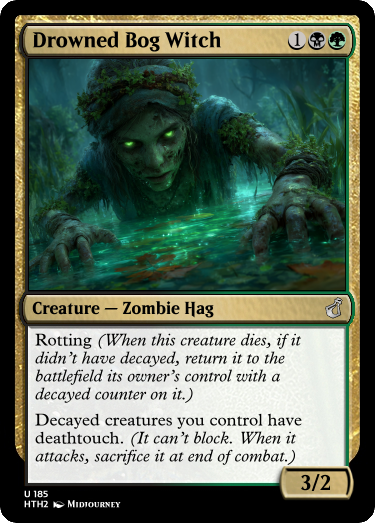 Drowned Bog Witch 1
Creature — Zombie Hag
Rotting (When this creature dies, if it
didn't have decayed, return it to the
battlefield its owner's control with a
decayed counter on it.)
Decayed creatures you control have
deathtouch. (It can't block. When it
attacks, sacrifice it at end of combat.)
3/2
U 185
HTH2 Midjourney